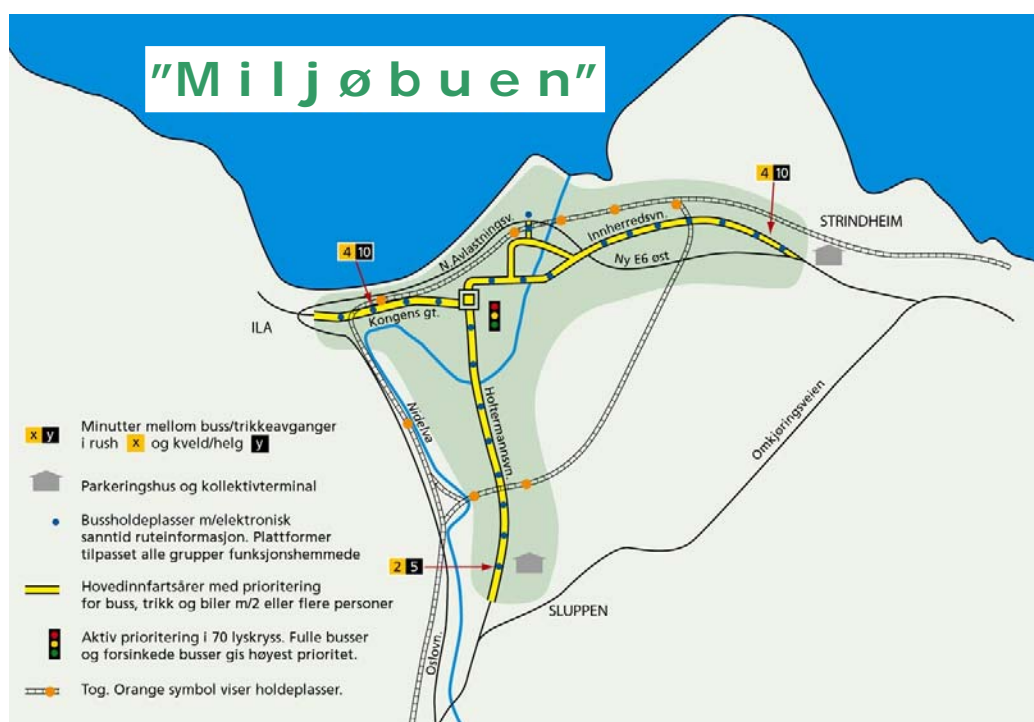 "Miljøbuen"
4 10
STRINDHEIM
N.Avlastningsv.
Innherredsvn.
Ny E6 øst
4 10
Kongens gt.
ILA
Nidelva
Holtermannsvn.
Omkjøringsveien
2 5
SLUPPEN
Oslovn.
x y Minutter mellom buss/trikkeavganger
i rush x og kveld/helg y
Parkeringshus og kollektivterminal
Bussholdeplasser m/elektronisk
sanntid ruteinformasjon. Plattformer
tilpasset alle grupper funksjonshemmede
Hovedinnfartsårer med prioritering
for buss, trikk og biler m/2 eller flere personer
Aktiv prioritering i 70 lyskryss. Fulle busser
og forsinkede busser gis høyest prioritet.
Tog. Orange symbol viser holdeplasser.